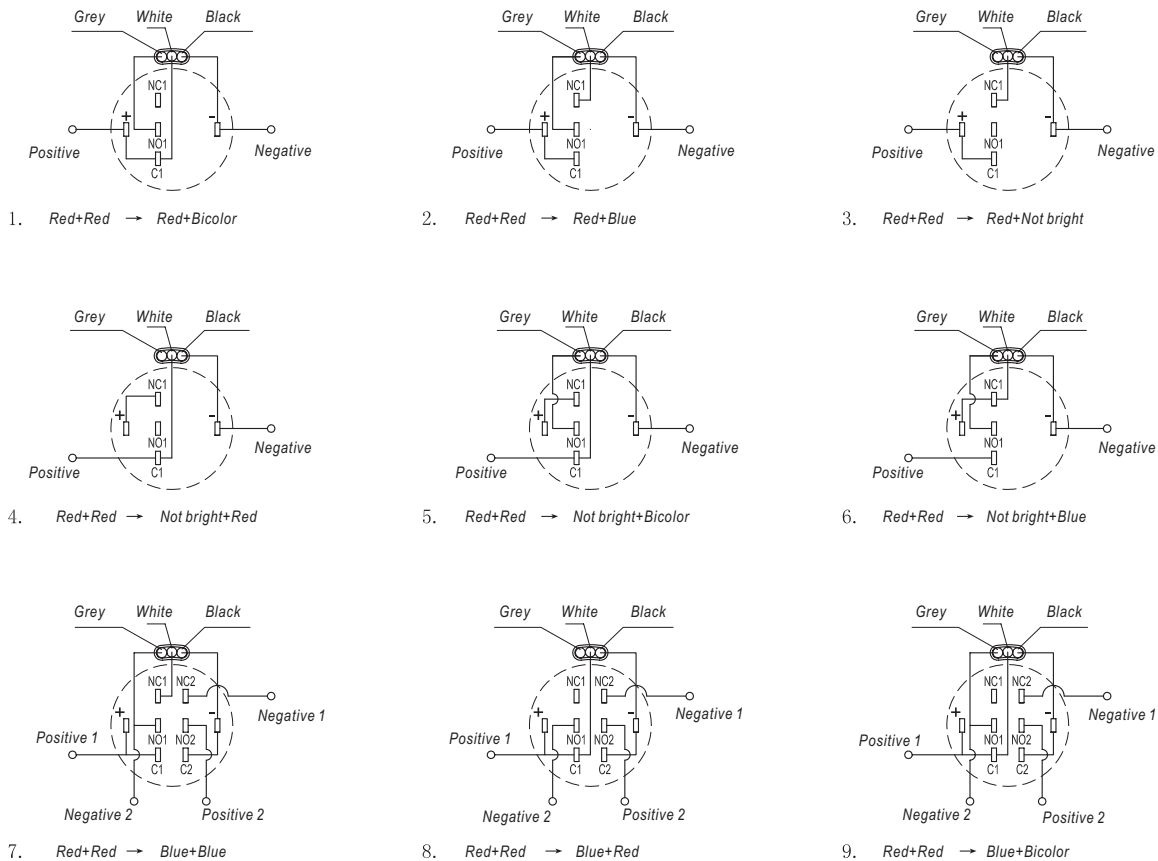 Grey White Black
NC1
+ -
NO1
Positive Negative
C1
1. Red+Red → Red+Bicolor
Grey White Black
NC1
+ -
NO1
Positive Negative
C1
2. Red+Red → Red+Blue
Grey White Black
NC1
+ -
NO1
Positive Negative
C1
3. Red+Red → Red+Not bright
Grey White Black
NC1
+ -
NO1
Negative
C1
Positive
4. Red+Red → Not bright+Red
Grey White Black
NC1
+ -
NO1
Negative
C1
Positive
5. Red+Red → Not bright+Bicolor
Grey White Black
NC1
+ -
NO1
Negative
C1
Positive
6. Red+Red → Not bright+Blue
Grey White Black
NC1 NC2
+ -
Negative 1
Positive 1
NO1 NO2
C1 C2
Negative 2 Positive 2
7. Red+Red → Blue+Blue
Grey White Black
NC1 NC2
+ -
Negative 1
Positive 1
NO1 NO2
C1 C2
Negative 2 Positive 2
8. Red+Red → Blue+Red
Grey White Black
NC1 NC2
+ -
Negative 1
Positive 1
NO1 NO2
C1 C2
Negative 2 Positive 2
9. Red+Red → Blue+Bicolor